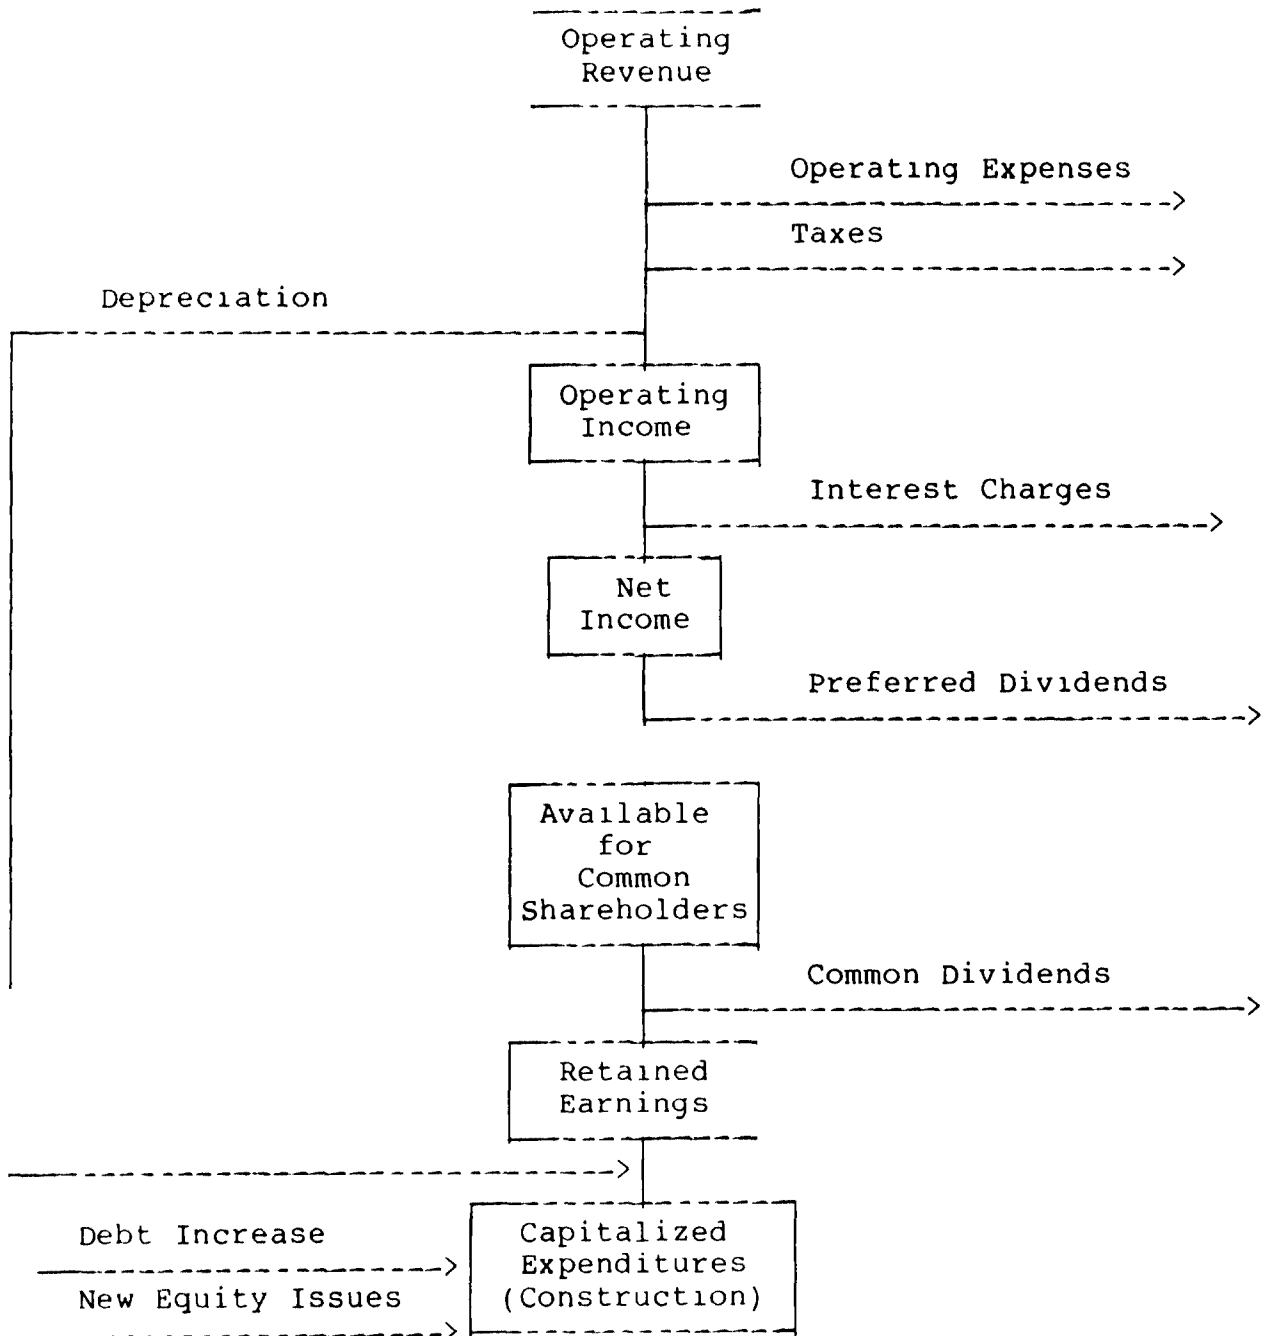 Operating
Revenue
Operating Expenses
Taxes
Depreciation
Operating
Income
Interest Charges
Net
Income
Preferred Dividends
Available
for
Common
Shareholders
Common Dividends
Retained
Earnings
Debt Increase
New Equity Issues
Capitalized
Expenditures
(Construction)